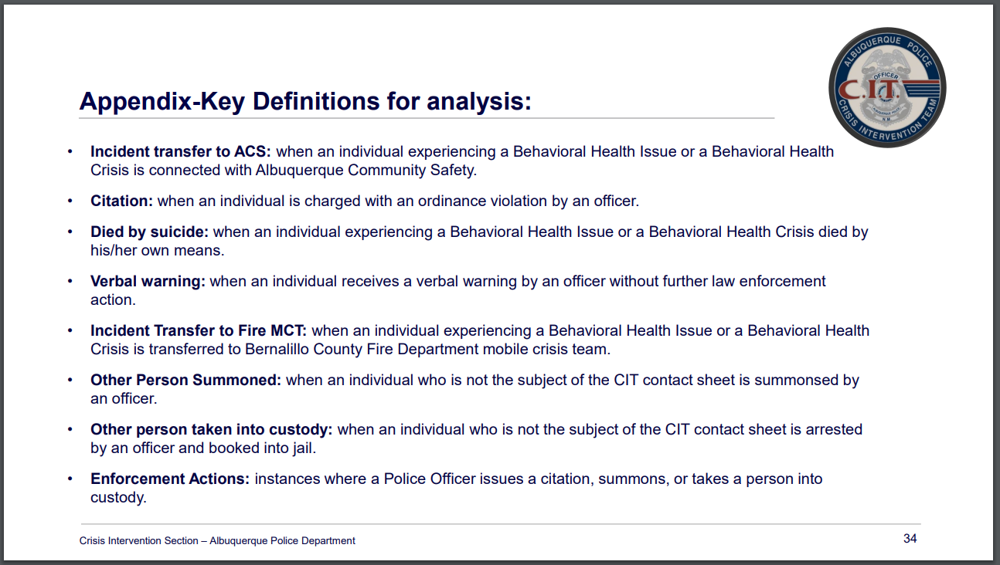 ALBUQUERQUE POLICE
OFFICER
C.I.T.
N.M.
CRISIS INTERVENTION TEAM
Appendix-Key Definitions for analysis:
• Incident transfer to ACS: when an individual experiencing a Behavioral Health Issue or a Behavioral Health
Crisis is connected with Albuquerque Community Safety.
• Citation: when an individual is charged with an ordinance violation by an officer.
• Died by suicide: when an individual experiencing a Behavioral Health Issue or a Behavioral Health Crisis died by
his/her own means.
• Verbal warning: when an individual receives a verbal warning by an officer without further law enforcement
action.
• Incident Transfer to Fire MCT: when an individual experiencing a Behavioral Health Issue or a Behavioral Health
Crisis is transferred to Bernalillo County Fire Department mobile crisis team.
• Other Person Summoned: when an individual who is not the subject of the CIT contact sheet is summonsed by
an officer.
• Other person taken into custody: when an individual who is not the subject of the CIT contact sheet is arrested
by an officer and booked into jail.
• Enforcement Actions: instances where a Police Officer issues a citation, summons, or takes a person into
custody.
Crisis Intervention Section – Albuquerque Police Department
34